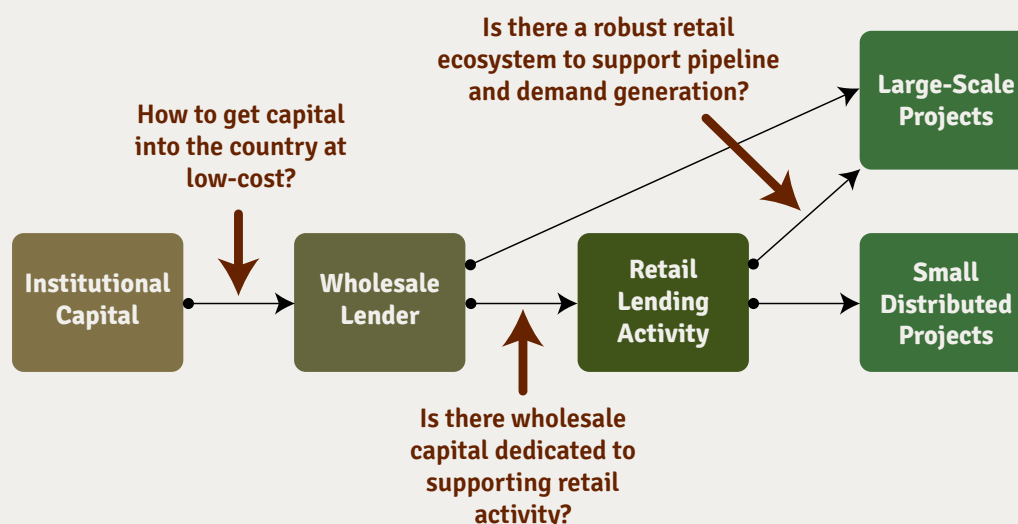 Is there a robust retail
ecosystem to support pipeline
and demand generation?
How to get capital
into the country at
low-cost?
Large-Scale
Projects
Institutional
Capital
Wholesale
Lender
Retail
Lending
Activity
Small
Distributed
Projects
Is there wholesale
capital dedicated to
supporting retail
activity?